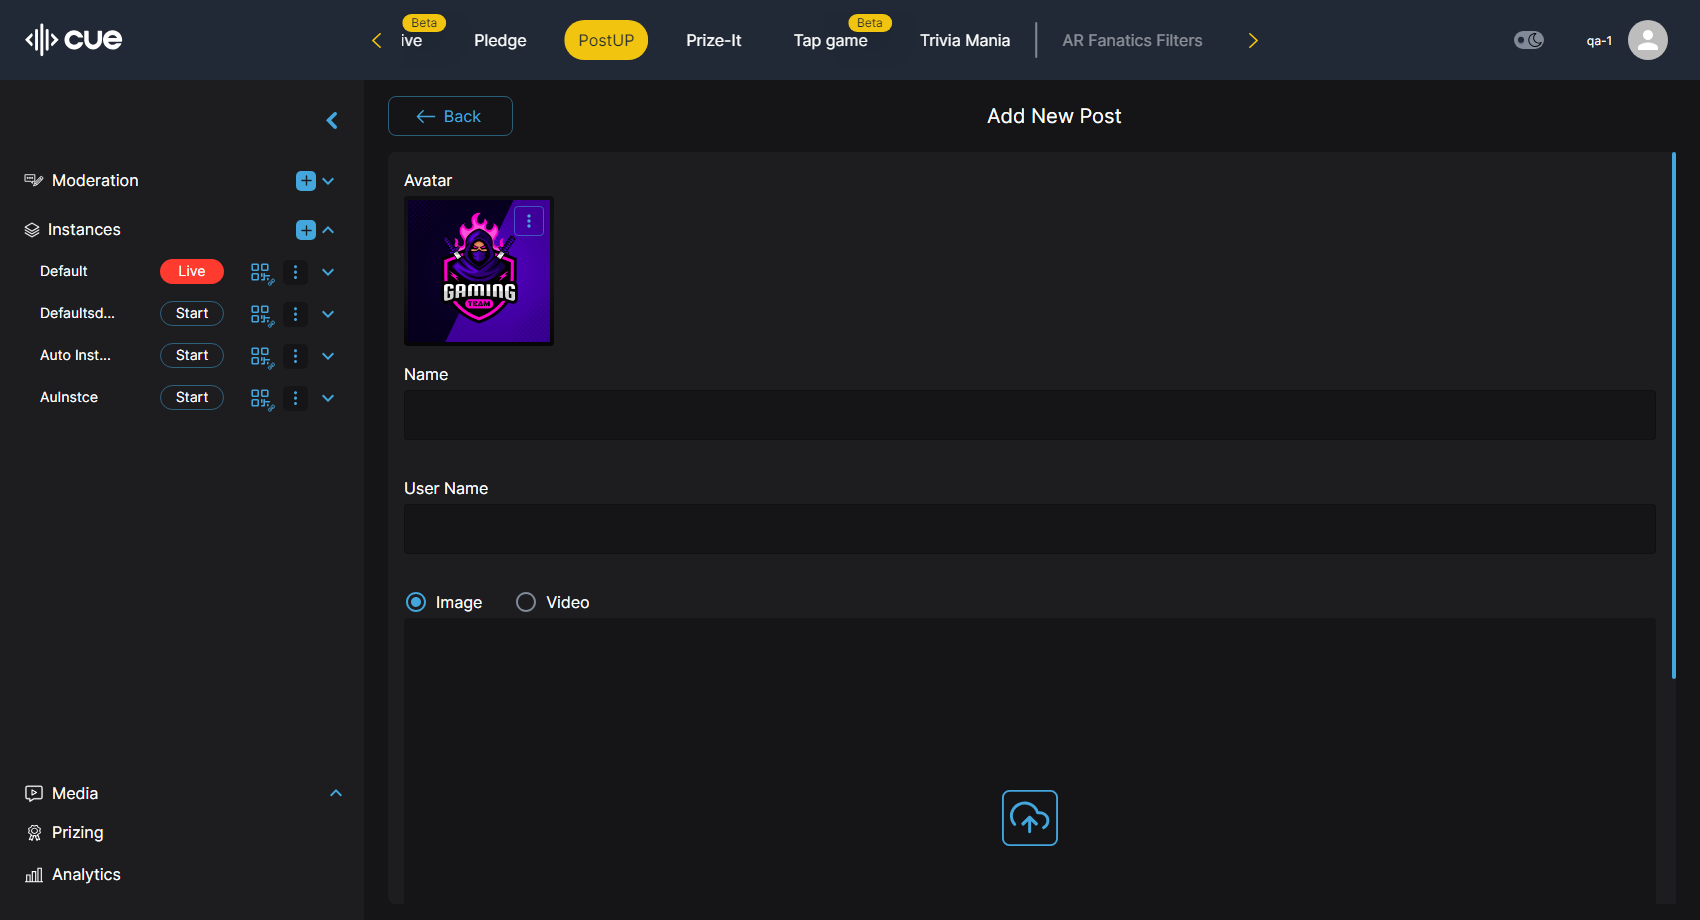 cue
Beta
ive
Pledge
PostUP
Prize-It
Beta
Tap game
Trivia Mania
AR Fanatics Filters
qa-1
Back
Add New Post
Moderation
Instances
Default
Live
Defaultsd...
Start
Auto Inst...
Start
AuInstce
Start
Media
Prizing
Analytics
Avatar
GAMING
TEAM
Name
User Name
Image
Video